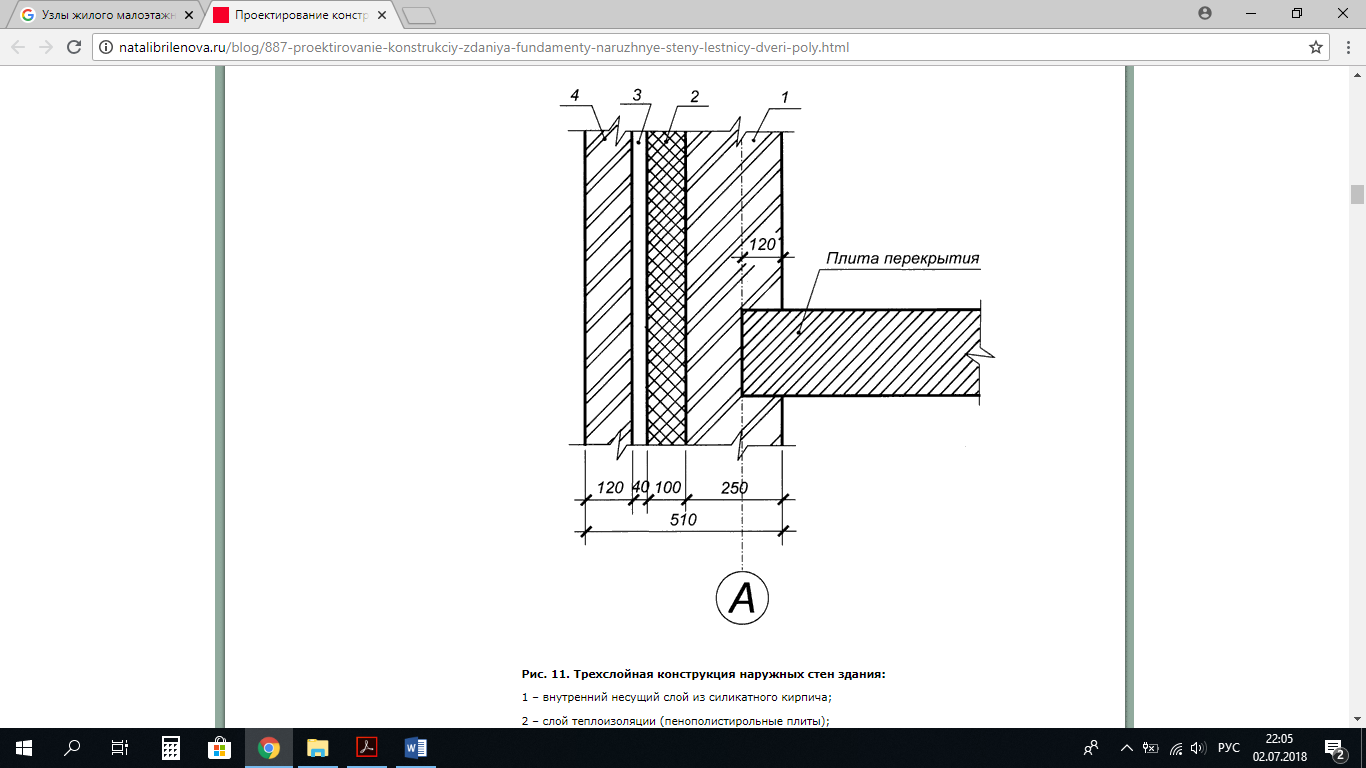 Узлы жилого малоэтажн
Проектирование констр
natalibrilenova.ru/blog/887-proektirovanie-konstrukciy-zdaniya-fundamenty-naruzhnye-steny-lestnicy-dveri-poly.html
4 3 2 1
120
Плита перекрытия
120 40 100 250
510
А
Рис. 11. Трехслойная конструкция наружных стен здания:
1 – внутренний несущий слой из силикатного кирпича;
2 – слой теплоизоляции (пенополистирольные плиты);
РУС
22:05
02.07.2018
2